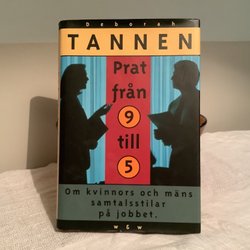 Deborah
TANNEN
Prat
från
9
till
5
Om kvinnors och mäns
samtalsstilar
på jobbet.
W&W